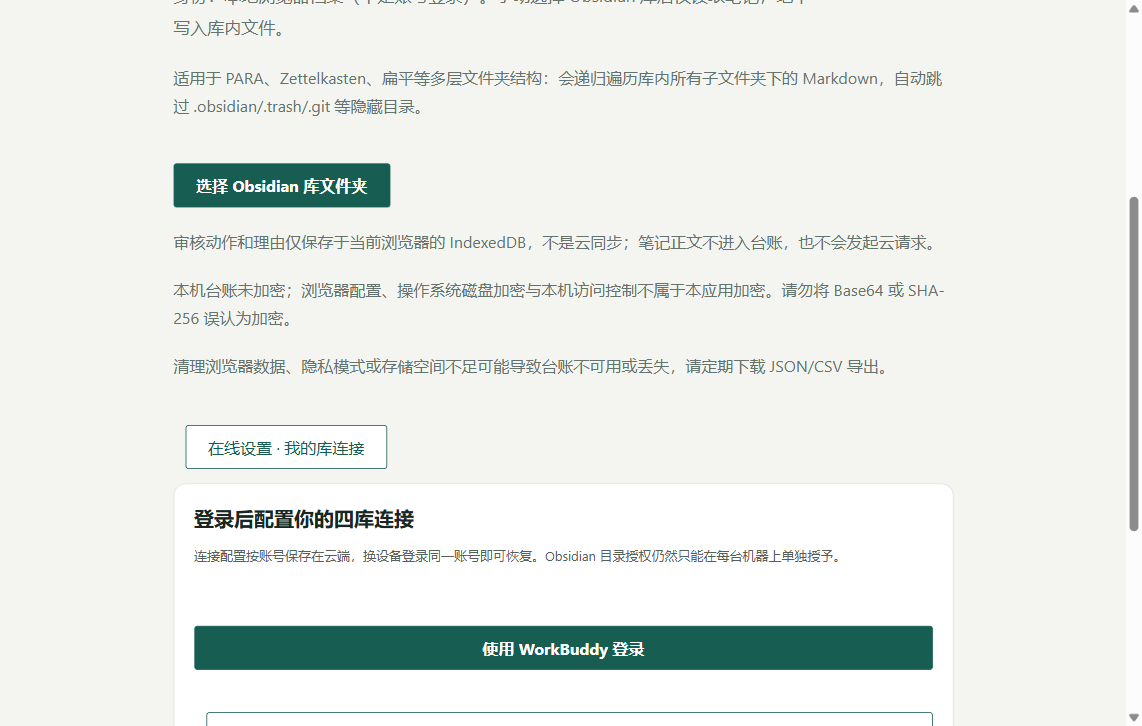 写入库内文件。
适用于 PARA、Zettelkasten、扁平等多层文件夹结构：会递归遍历库内所有子文件夹下的 Markdown，自动跳
过 .obsidian/.trash/.git 等隐藏目录。
选择 Obsidian 库文件夹
审核动作和理由仅保存于当前浏览器的 IndexedDB，不是云同步；笔记正文不进入台账，也不会发起云请求。
本机台账未加密；浏览器配置、操作系统磁盘加密与本机访问控制不属于本应用加密。请勿将 Base64 或 SHA-
256 误认为加密。
清理浏览器数据、隐私模式或存储空间不足可能导致台账不可用或丢失，请定期下载 JSON/CSV 导出。
在线设置 · 我的库连接
登录后配置你的四库连接
连接配置按账号保存在云端，换设备登录同一账号即可恢复。Obsidian 目录授权仍然只能在每台机器上单独授予。
使用 WorkBuddy 登录